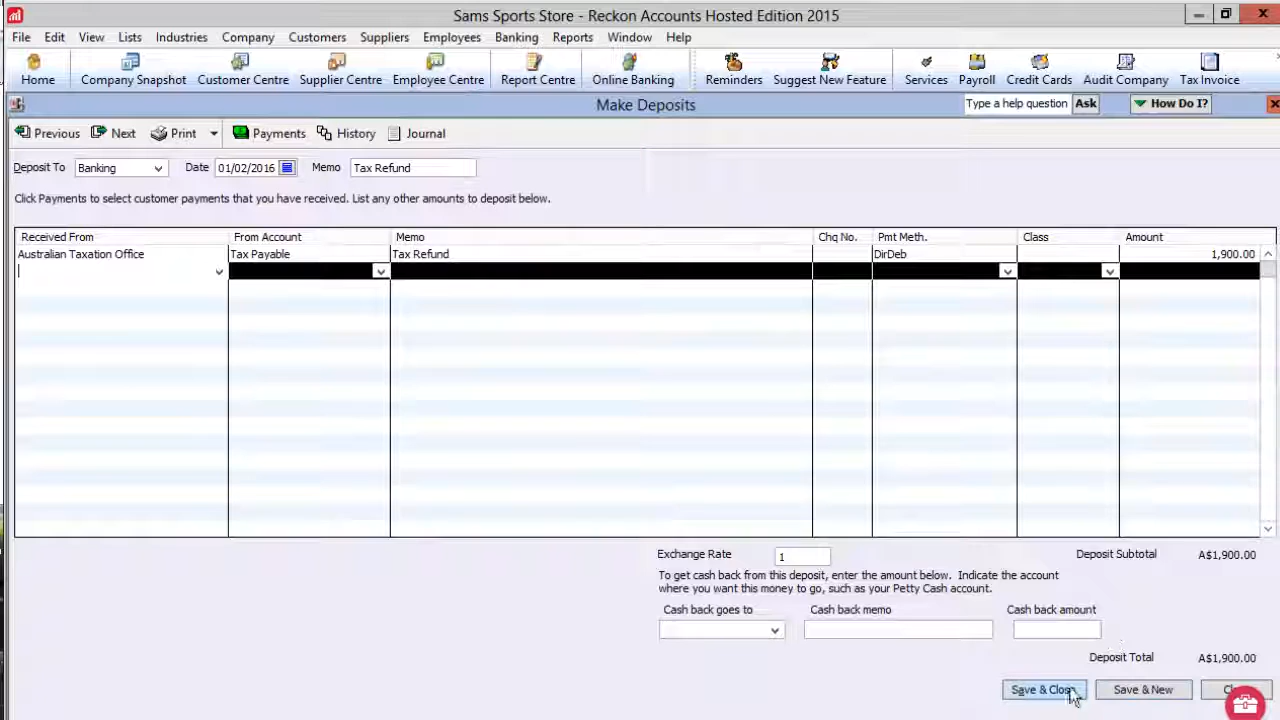 Sams Sports Store - Reckon Accounts Hosted Edition 2015
File Edit View Lists Industries Company Customers Suppliers Employees Banking Reports Window Help
Home Company Snapshot Customer Centre Supplier Centre Employee Centre Report Centre Online Banking Reminders Suggest New Feature Services Payroll Credit Cards Audit Company Tax Invoice
Make Deposits Type a help question Ask How Do I?
Previous Next Print Payments History Journal
Deposit To Banking Date 01/02/2016 Memo Tax Refund
Click Payments to select customer payments that you have received. List any other amounts to deposit below.
Received From From Account Memo Chq No. Pmt Meth. Class Amount
Australian Taxation Office Tax Payable Tax Refund DirDeb 1,900.00
Exchange Rate 1 Deposit Subtotal A$1,900.00
To get cash back from this deposit, enter the amount below. Indicate the account
where you want this money to go, such as your Petty Cash account.
Cash back goes to Cash back memo Cash back amount
Deposit Total A$1,900.00
Save & Close Save & New